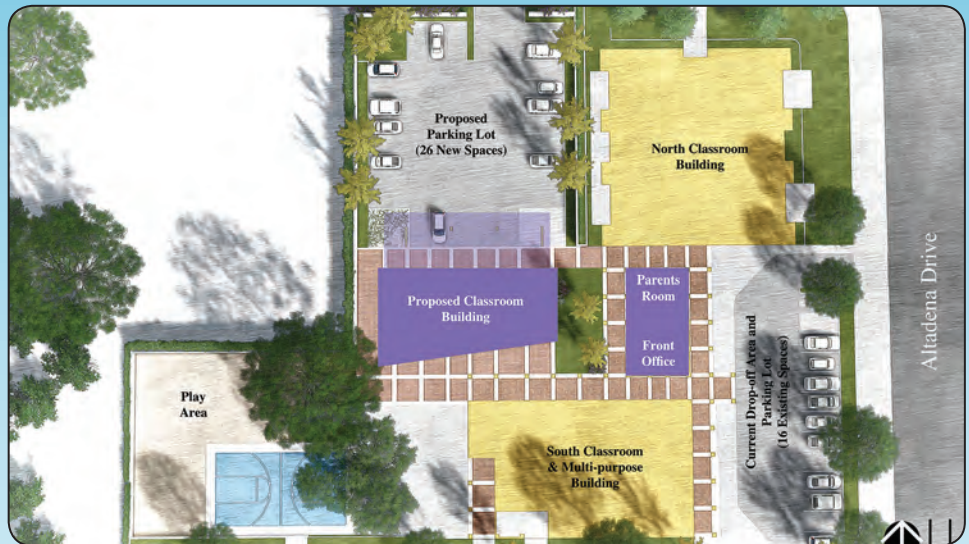 Proposed
Parking Lot
(26 New Spaces)
North Classroom
Building
Proposed Classroom
Building
Parents
Room
Front
Office
Play
Area
South Classroom
& Multi-purpose
Building
Current Drop-off Area and
Parking Lot
(16 Existing Spaces)
Altadena Drive